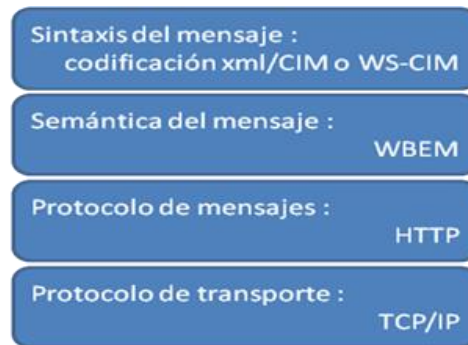 Sintaxis del mensaje :
codificación xml/CIM o WS-CIM
Semántica del mensaje :
WBEM
Protocolo de mensajes :
HTTP
Protocolo de transporte :
TCP/IP